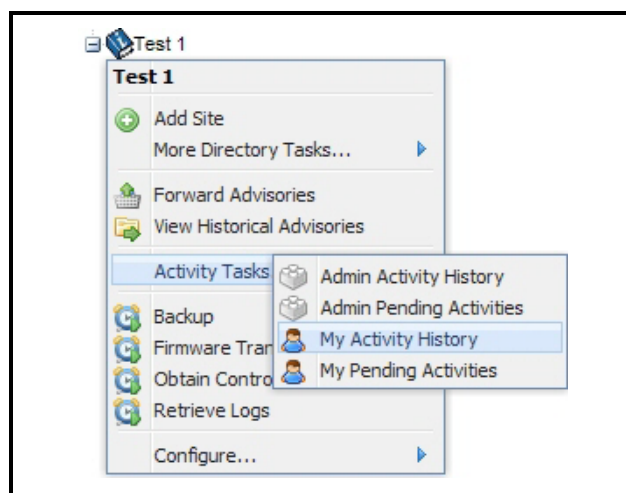 Test 1
Test 1
Add Site
More Directory Tasks...
Forward Advisories
View Historical Advisories
Activity Tasks
Admin Activity History
Admin Pending Activities
My Activity History
My Pending Activities
Backup
Firmware Tran
Obtain Contro
Retrieve Logs
Configure...